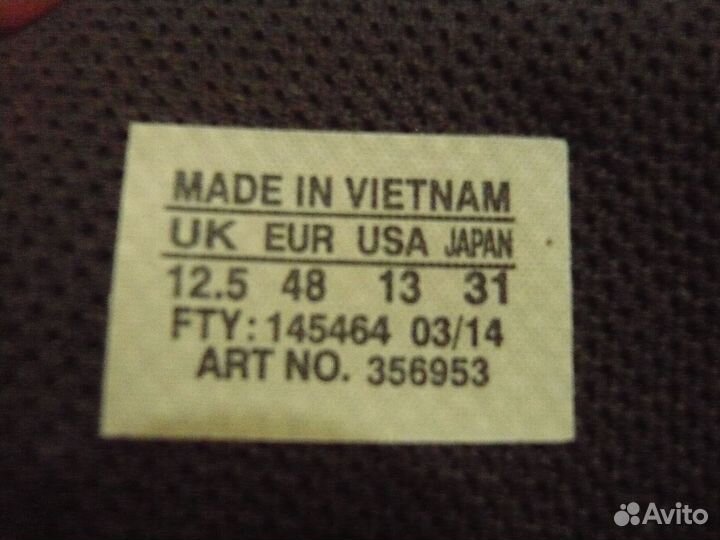 MADE IN VIETNAM
UK EUR USA JAPAN
12.5 48 13 31
FTY: 145464 03/14
ART NO. 356953
Avito